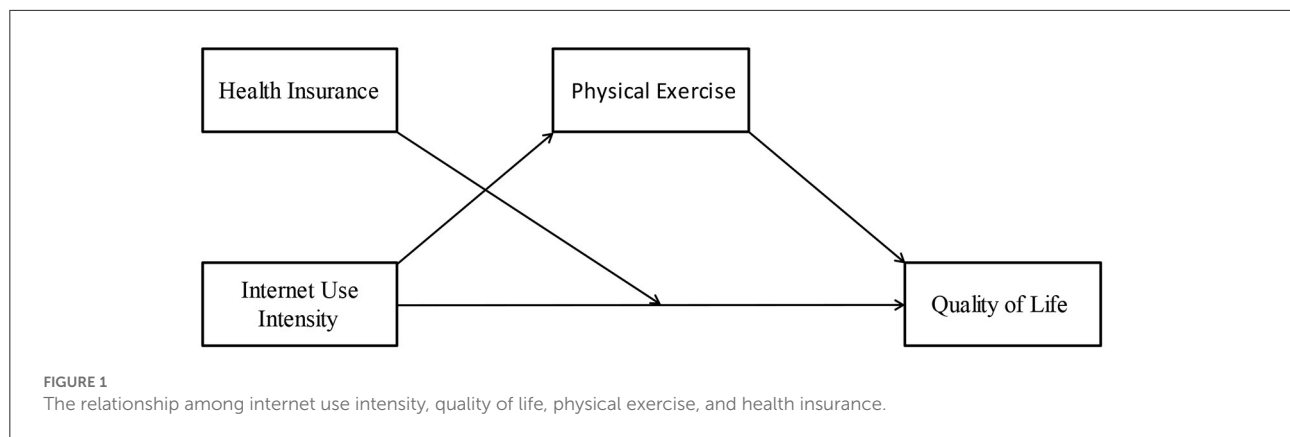 Health Insurance
Physical Exercise
Internet Use
Intensity
Quality of Life
FIGURE 1
The relationship among internet use intensity, quality of life, physical exercise, and health insurance.